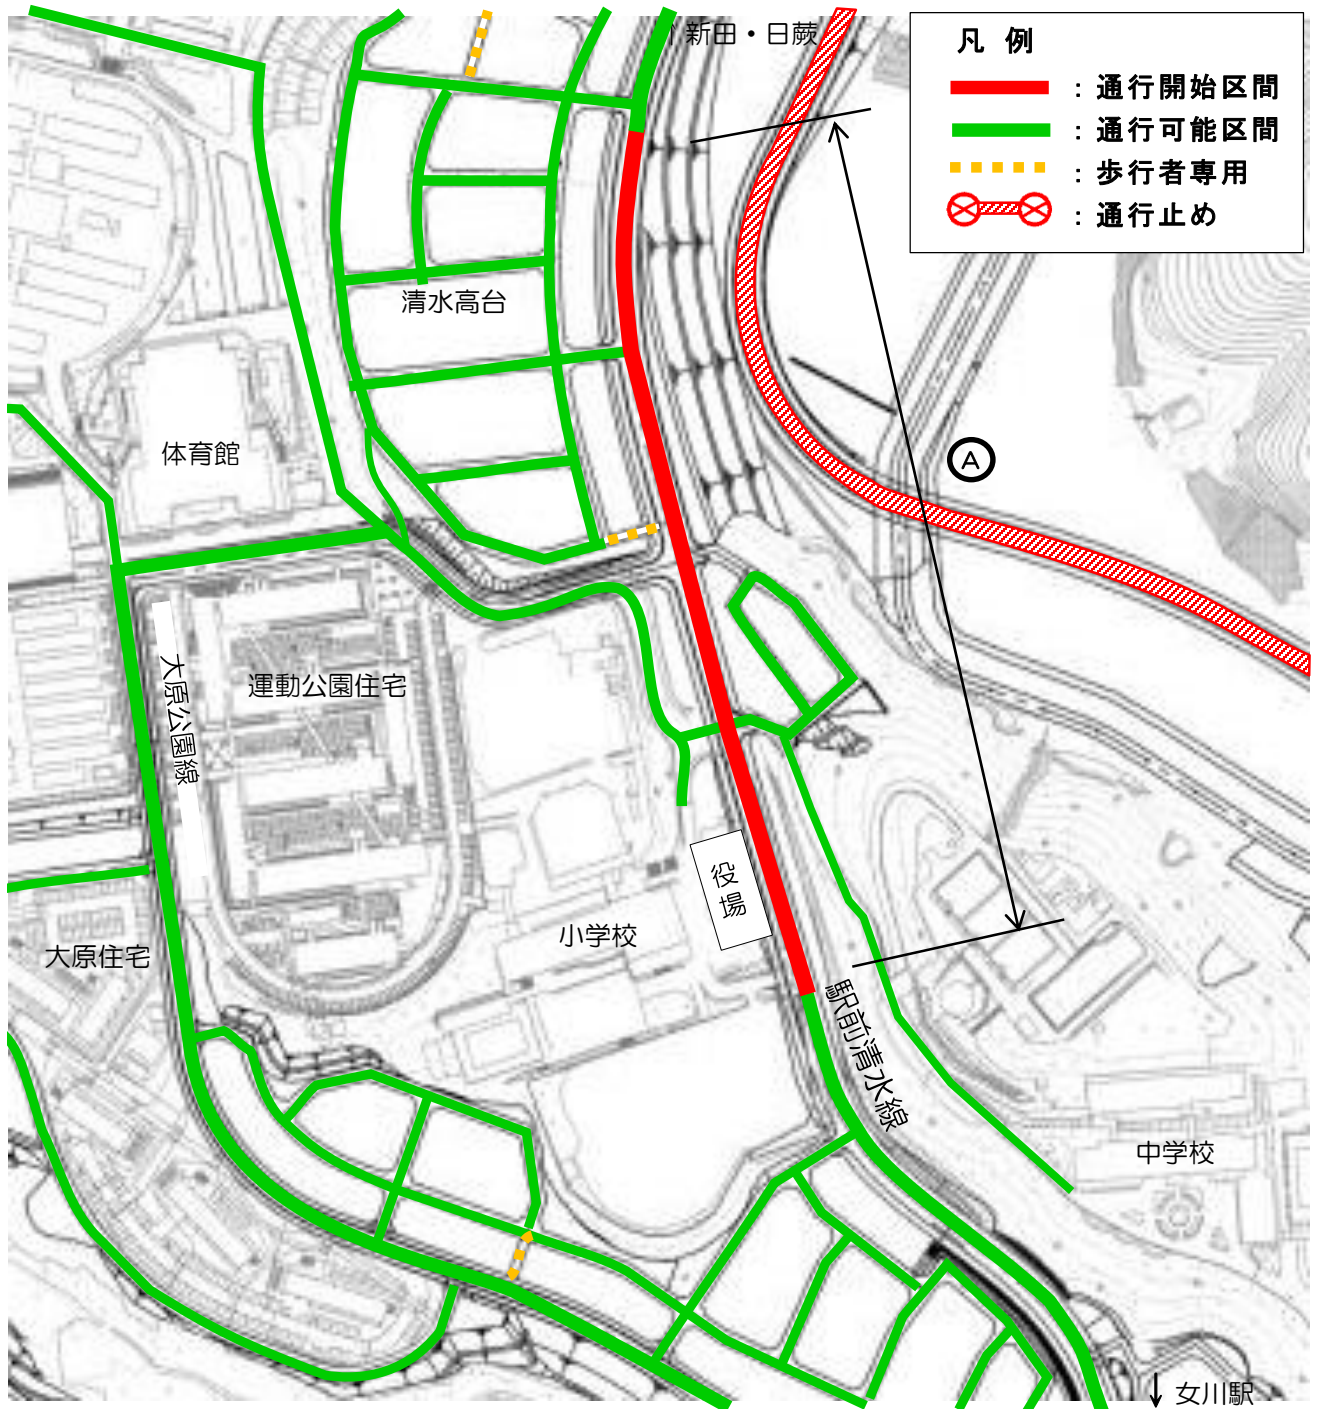 ↑新田・日蕨
凡 例
：通行開始区間
：通行可能区間
：歩行者専用
：通行止め
清水高台
体育館
A
大原公園線
運動公園住宅
役場
小学校
大原住宅
駅前清水線
中学校
↓ 女川駅